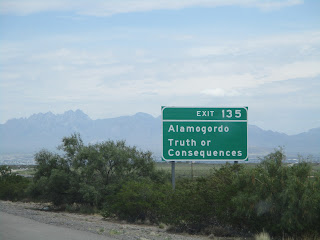 EXIT 135
Alamogordo
Truth or
Consequences